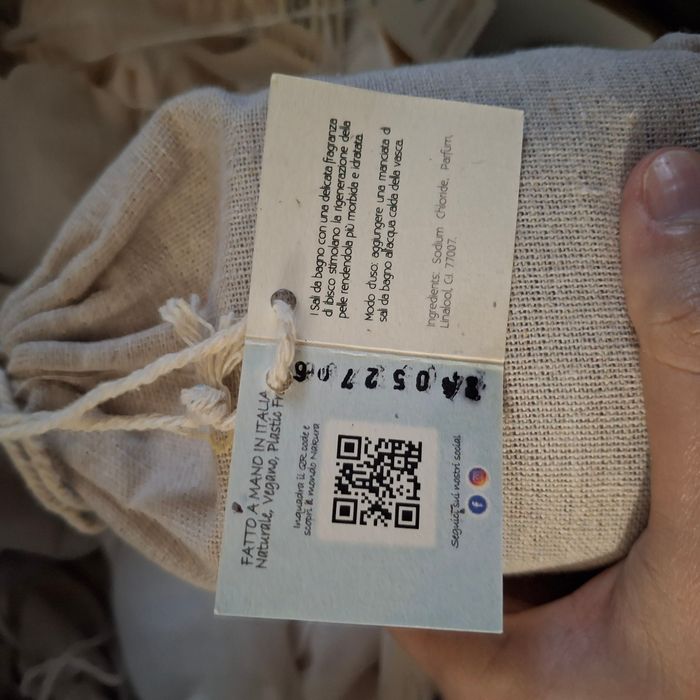 FATTO A MANO IN ITALIA
Naturale, Vegano, Plastic Fr
Inquadra il QR code e
scopri il mondo
Seguici sui nostri social
I Sali da bagno con una delicata fragranza
di ibisco stimolano la rigenerazione della
pelle rendendola più morbida e idratata.
Modo d'uso: aggiungere una manciata di
sali da bagno all'acqua calda della vasca.
Ingredients: Sodium Chloride, Parfum,
Linalool, CI 77007.